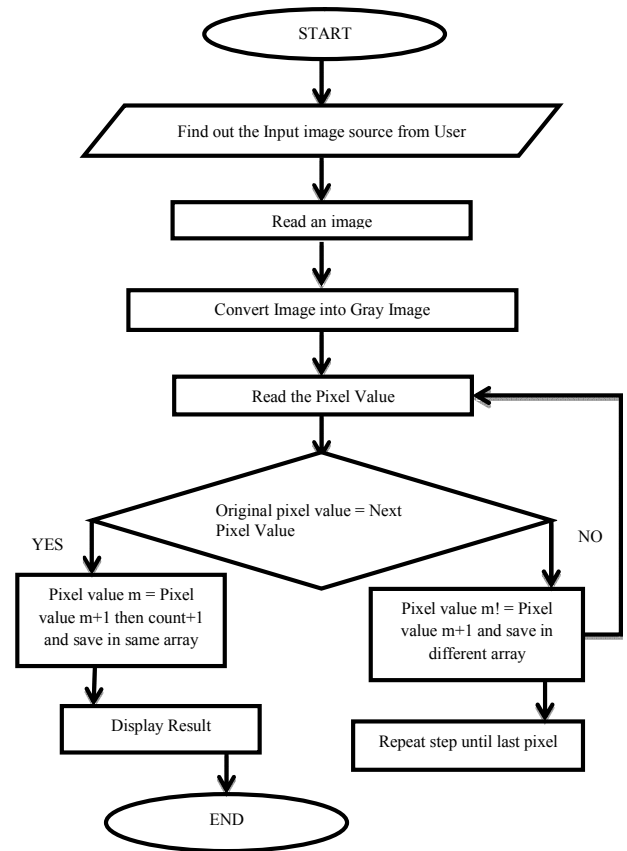 START
Find out the Input image source from User
Read an image
Convert Image into Gray Image
Read the Pixel Value
Original pixel value = Next
Pixel Value
YES
NO
Pixel value m = Pixel
value m+1 then count+1
and save in same array
Pixel value m! = Pixel
value m+1 and save in
different array
Display Result
Repeat step until last pixel
END